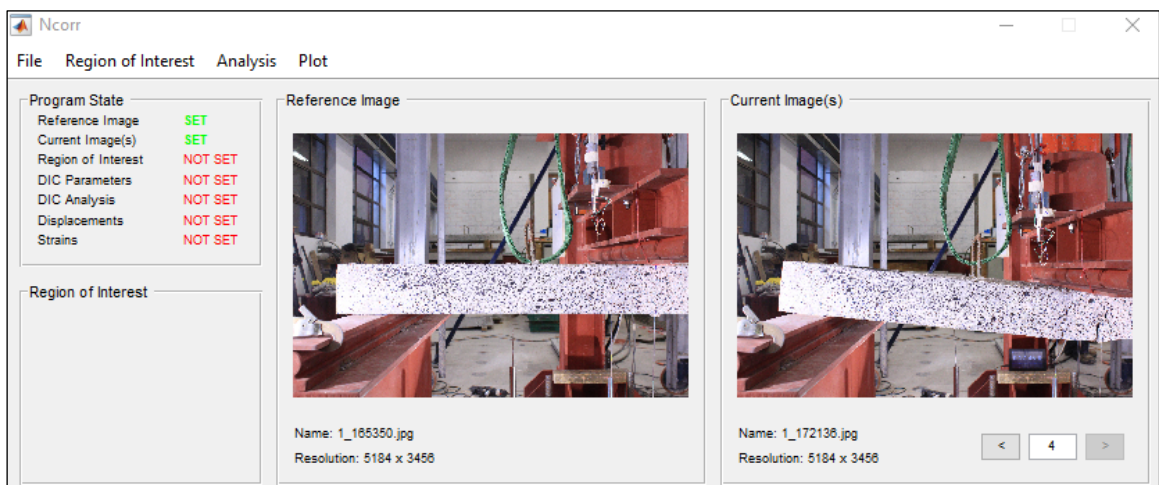 Ncorr
File Region of Interest Analysis Plot
Program State
Reference Image SET
Current Image(s) SET
Region of Interest NOT SET
DIC Parameters NOT SET
DIC Analysis NOT SET
Displacements NOT SET
Strains NOT SET
Region of Interest
Reference Image
Name: 1_165350.jpg
Resolution: 5184 x 3456
Current Image(s)
Name: 1_172136.jpg
Resolution: 5184 x 3456
< 4 >